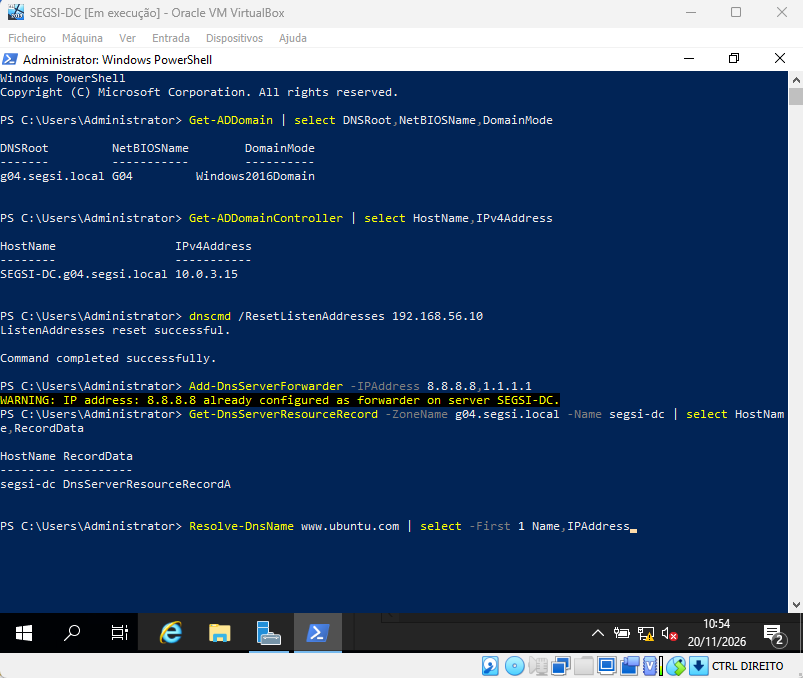 SEGSI-DC [Em execução] - Oracle VM VirtualBox
Ficheiro Máquina Ver Entrada Dispositivos Ajuda
Administrator: Windows PowerShell
Windows PowerShell
Copyright (C) Microsoft Corporation. All rights reserved.
PS C:\Users\Administrator> Get-ADDomain | select DNSRoot,NetBIOSName,DomainMode
DNSRoot NetBIOSName DomainMode
------- ----------- ----------
g04.segsi.local G04 Windows2016Domain
PS C:\Users\Administrator> Get-ADDomainController | select HostName,IPv4Address
HostName IPv4Address
-------- -----------
SEGSI-DC.g04.segsi.local 10.0.3.15
PS C:\Users\Administrator> dnscmd /ResetListenAddresses 192.168.56.10
ListenAddresses reset successful.
Command completed successfully.
PS C:\Users\Administrator> Add-DnsServerForwarder -IPAddress 8.8.8.8,1.1.1.1
WARNING: IP address: 8.8.8.8 already configured as forwarder on server SEGSI-DC.
PS C:\Users\Administrator> Get-DnsServerResourceRecord -ZoneName g04.segsi.local -Name segsi-dc | select HostNam
e,RecordData
HostName RecordData
-------- ----------
segsi-dc DnsServerResourceRecordA
PS C:\Users\Administrator> Resolve-DnsName www.ubuntu.com | select -First 1 Name,IPAddress_
10:54
20/11/2026
2
CTRL DIREITO